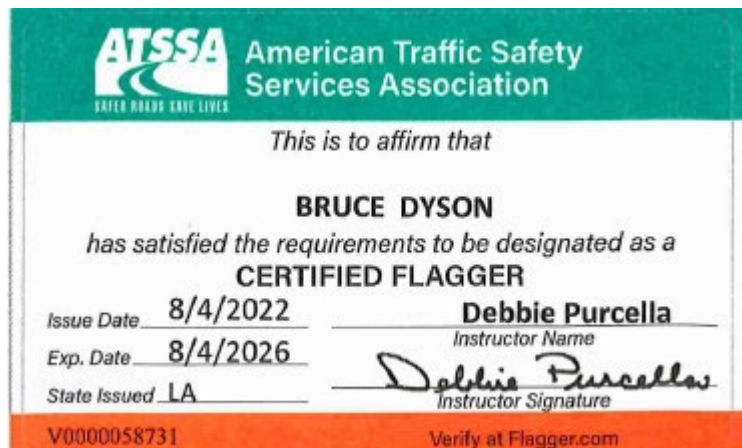 ATSSA
SAFER ROADS SAVE LIVES
American Traffic Safety
Services Association
This is to affirm that
BRUCE DYSON
has satisfied the requirements to be designated as a
CERTIFIED FLAGGER
Issue Date 8/4/2022
Debbie Purcella
Instructor Name
Exp. Date 8/4/2026
Debbie Purcella
Instructor Signature
State Issued LA
V0000058731
Verify at Flagger.com